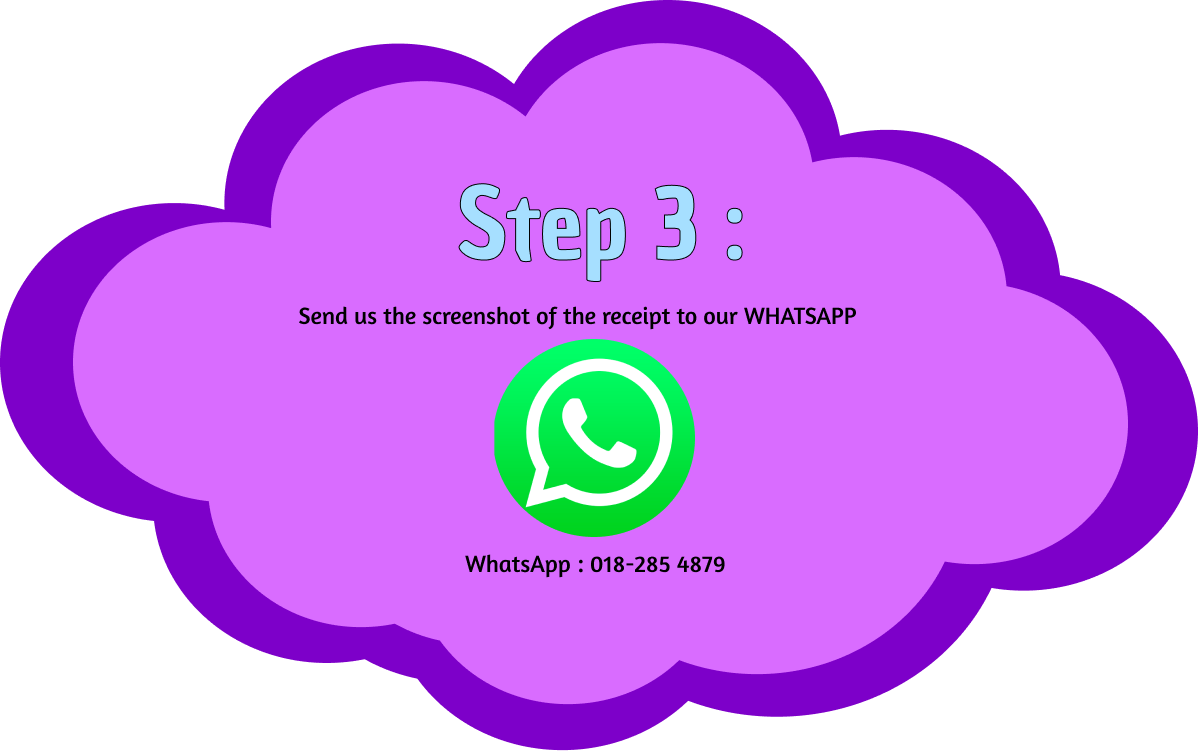 Step 3 :
Send us the screenshot of the receipt to our WHATSAPP
WhatsApp : 018-285 4879